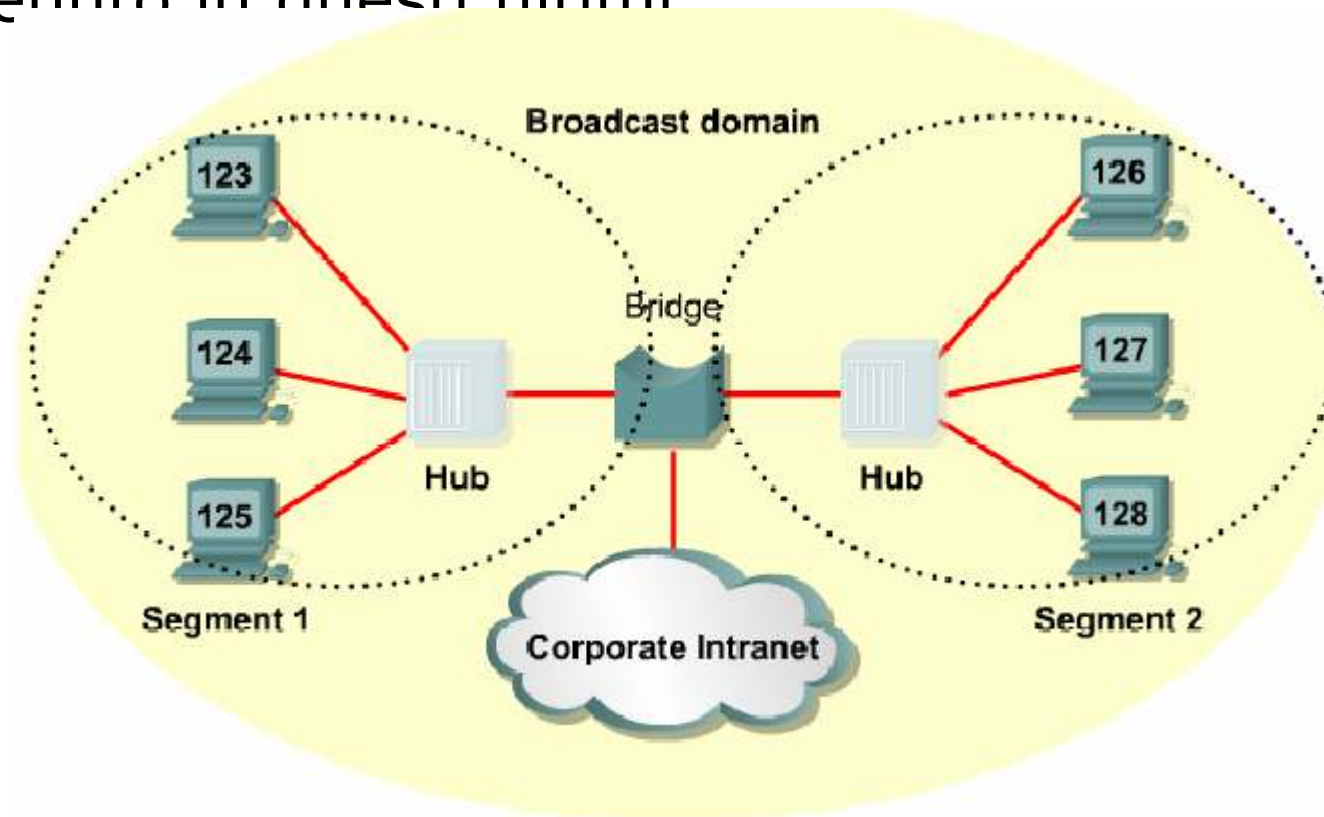 Broadcast domain
123
126
Bridge
124
127
Hub
Hub
125
128
Segment 1
Segment 2
Corporate Intranet